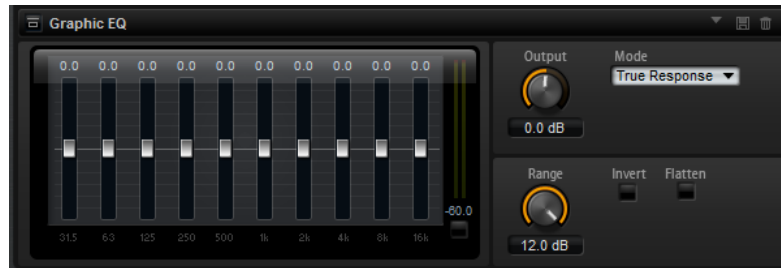 Graphic EQ
0.0 0.0 0.0 0.0 0.0 0.0 0.0 0.0 0.0 0.0
-60.0
31.5 63 125 250 500 1k 2k 4k 8k 16k
Output
0.0 dB
Mode
True Response
Range
12.0 dB
Invert
Flatten